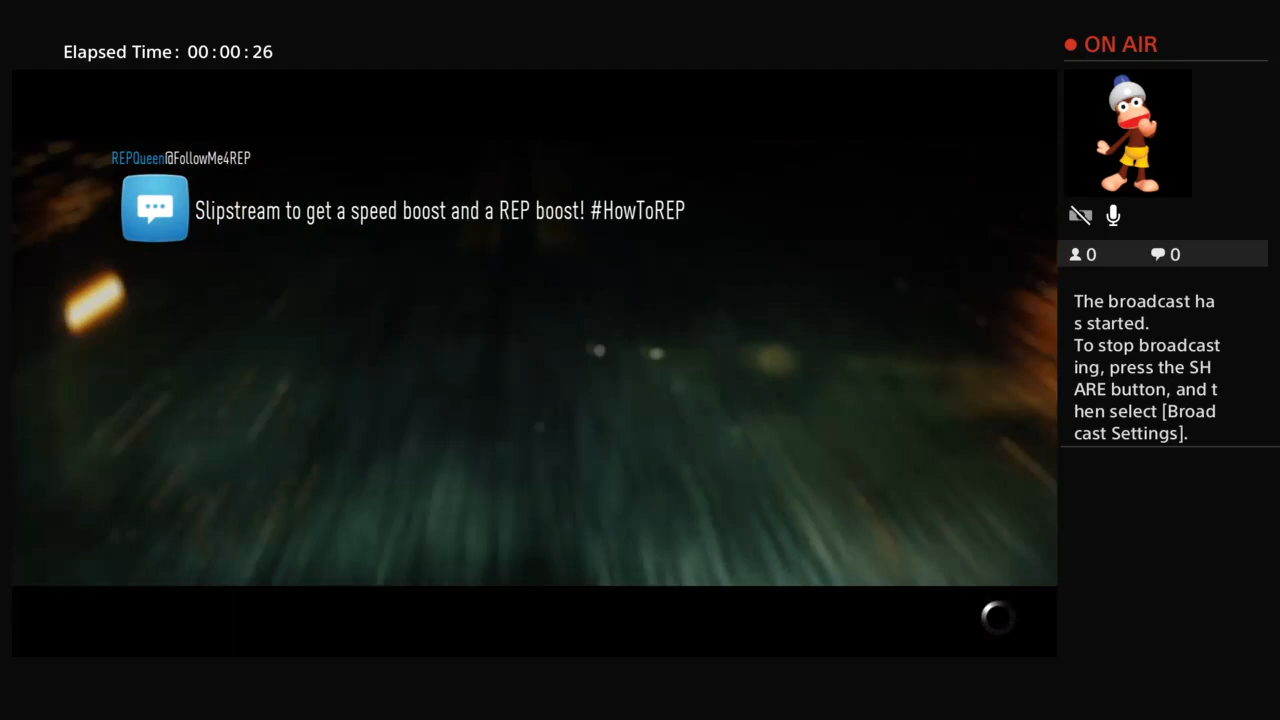 Elapsed Time: 00:00:26
ON AIR
REPQueen@FollowMe4REP
Slipstream to get a speed boost and a REP boost! #HowToREP
0 0
The broadcast ha
s started.
To stop broadcast
ing, press the SH
ARE button, and t
hen select [Broad
cast Settings].